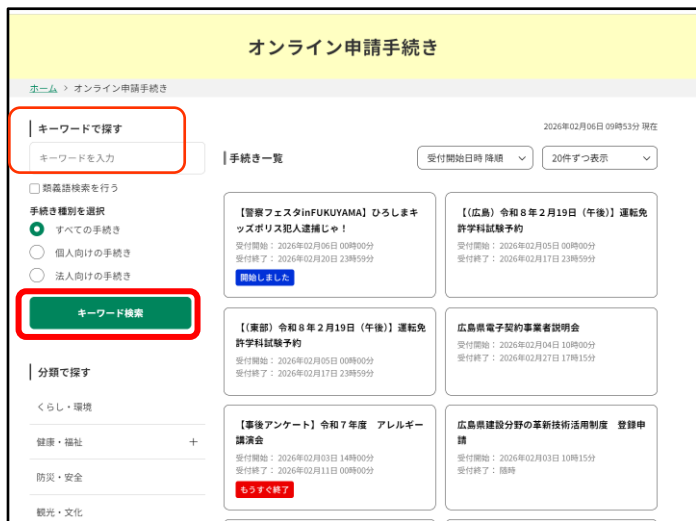 オンライン申請手続き
ホーム > オンライン申請手続き
キーワードで探す
キーワードを入力
類義語検索を行う
手続き種別を選択
すべての手続き
個人向けの手続き
法人向けの手続き
キーワード検索
分類で探す
くらし・環境
健康・福祉 +
防災・安全
観光・文化
2026年02月06日 09時53分 現在
手続き一覧
受付開始日時 降順
20件ずつ表示
【警察フェスタinFUKUYAMA】ひろしまキ
ッズポリス犯人逮捕じゃ！
受付開始： 2026年02月06日 00時00分
受付終了： 2026年02月20日 23時59分
開始しました
【(広島）令和８年２月19日（午後)】運転免
許学科試験予約
受付開始： 2026年02月05日 00時00分
受付終了： 2026年02月17日 23時59分
【(東部）令和８年２月19日（午後)】運転免
許学科試験予約
受付開始： 2026年02月05日 00時00分
受付終了： 2026年02月17日 23時59分
広島県電子契約事業者説明会
受付開始： 2026年02月04日 10時00分
受付終了： 2026年02月27日 17時15分
【事後アンケート】令和７年度　アレルギー
講演会
受付開始： 2026年02月03日 14時00分
受付終了： 2026年02月11日 00時00分
もうすぐ終了
広島県建設分野の革新技術活用制度　登録申
請
受付開始： 2026年02月03日 10時15分
受付終了： 随時